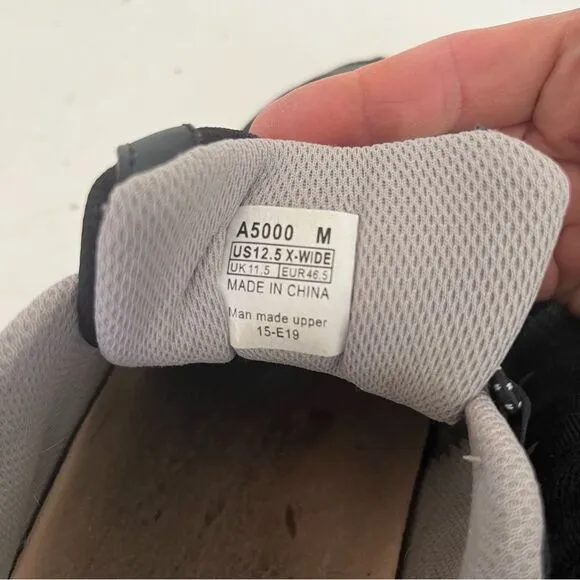 A5000 M
US12.5 X-WIDE
UK11.5 EUR46.5
MADE IN CHINA
Man made upper
15-E19